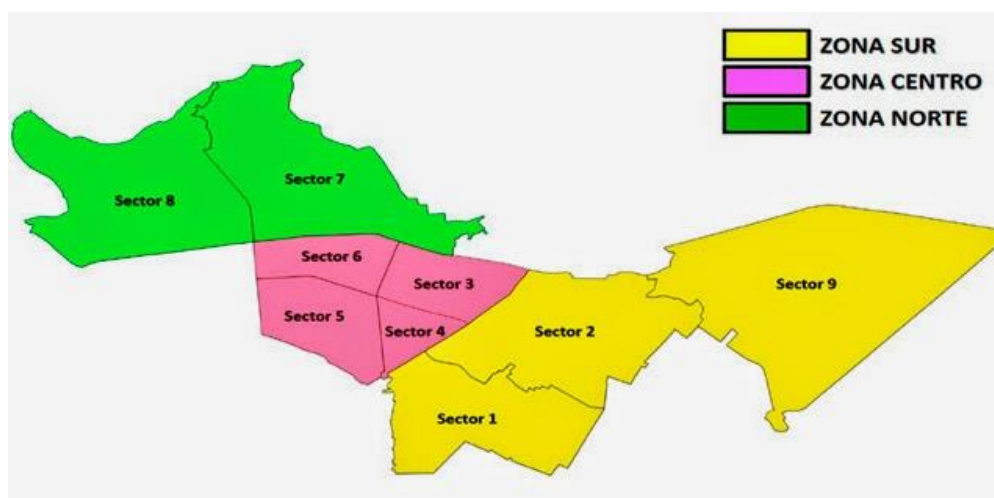 ZONA SUR
ZONA CENTRO
ZONA NORTE
Sector 7
Sector 8
Sector 6
Sector 3
Sector 9
Sector 5
Sector 4
Sector 2
Sector 1